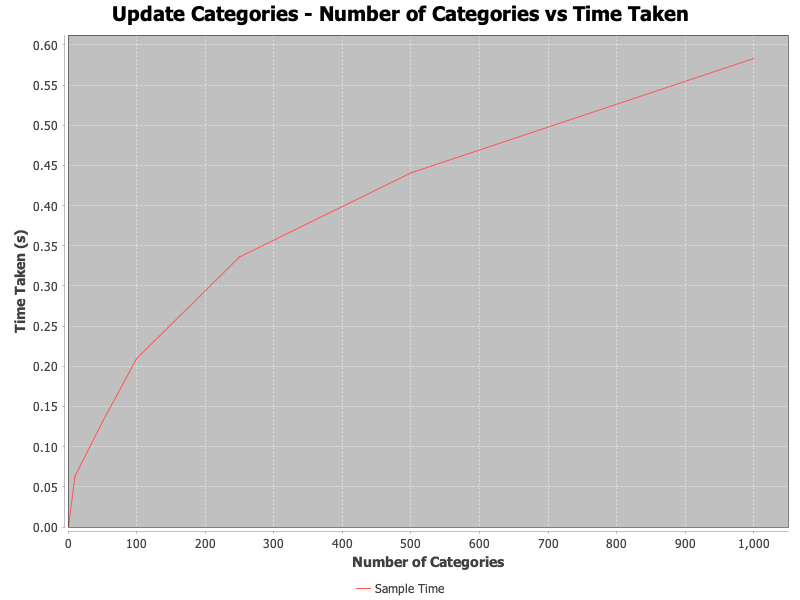 Update Categories - Number of Categories vs Time Taken
0.60
0.55
0.50
0.45
0.40
0.35
0.30
0.25
0.20
0.15
0.10
0.05
0.00
Time Taken (s)
0 100 200 300 400 500 600 700 800 900 1,000
Number of Categories
Sample Time